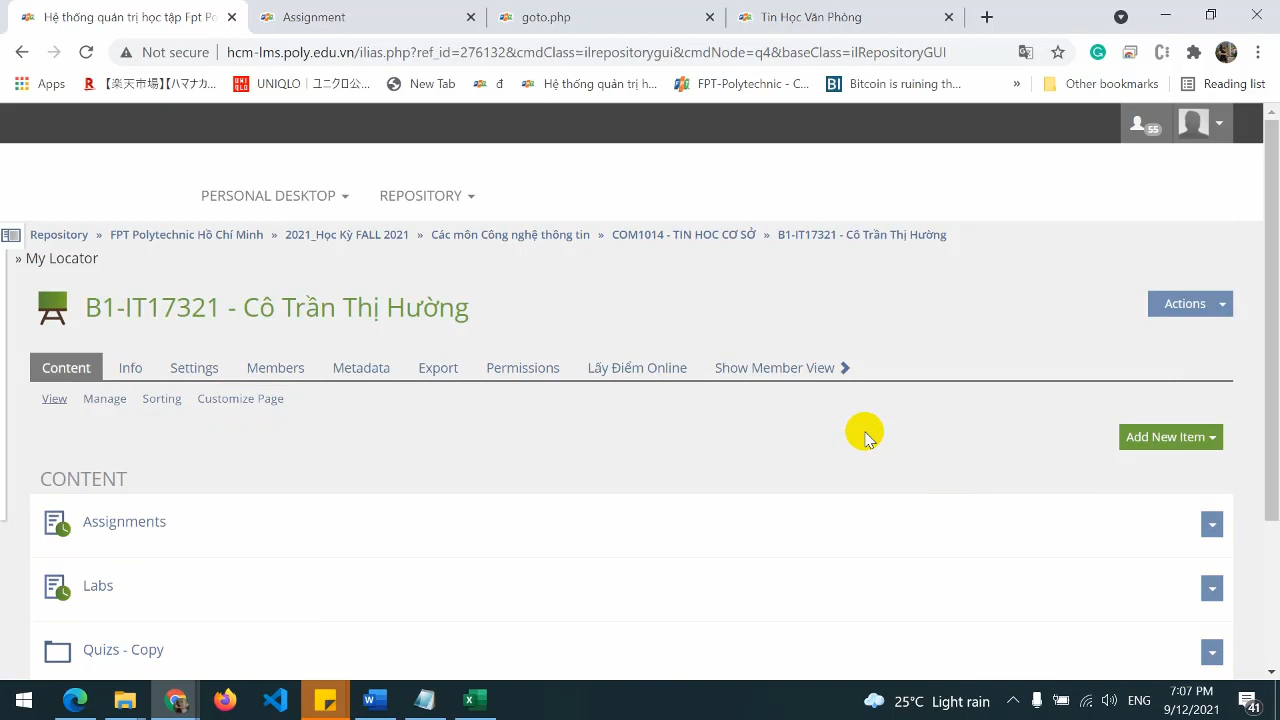 Hệ thống quản trị học tập Fpt Po
Assignment
goto.php
Tin Học Văn Phòng
Not secure
hcm-lms.poly.edu.vn/ilias.php?ref_id=276132&cmdClass=ilrepositorygui&cmdNode=q4&baseClass=ilRepositoryGUI
Apps
【楽天市場】【ハマナカ...
UNIQLO｜ユニクロ公...
New Tab
đ
Hệ thống quản trị h...
FPT-Polytechnic - C...
Bitcoin is ruining th...
»
Other bookmarks
Reading list
55
PERSONAL DESKTOP
REPOSITORY
Repository » FPT Polytechnic Hồ Chí Minh » 2021_Học Kỳ FALL 2021 » Các môn Công nghệ thông tin » COM1014 - TIN HỌC CƠ SỞ » B1-IT17321 - Cô Trần Thị Hường
» My Locator
B1-IT17321 - Cô Trần Thị Hường
Actions
Content Info Settings Members Metadata Export Permissions Lấy Điểm Online Show Member View
View Manage Sorting Customize Page
Add New Item
CONTENT
Assignments
Labs
Quizs - Copy
25°C Light rain
ENG
7:07 PM
9/12/2021
41